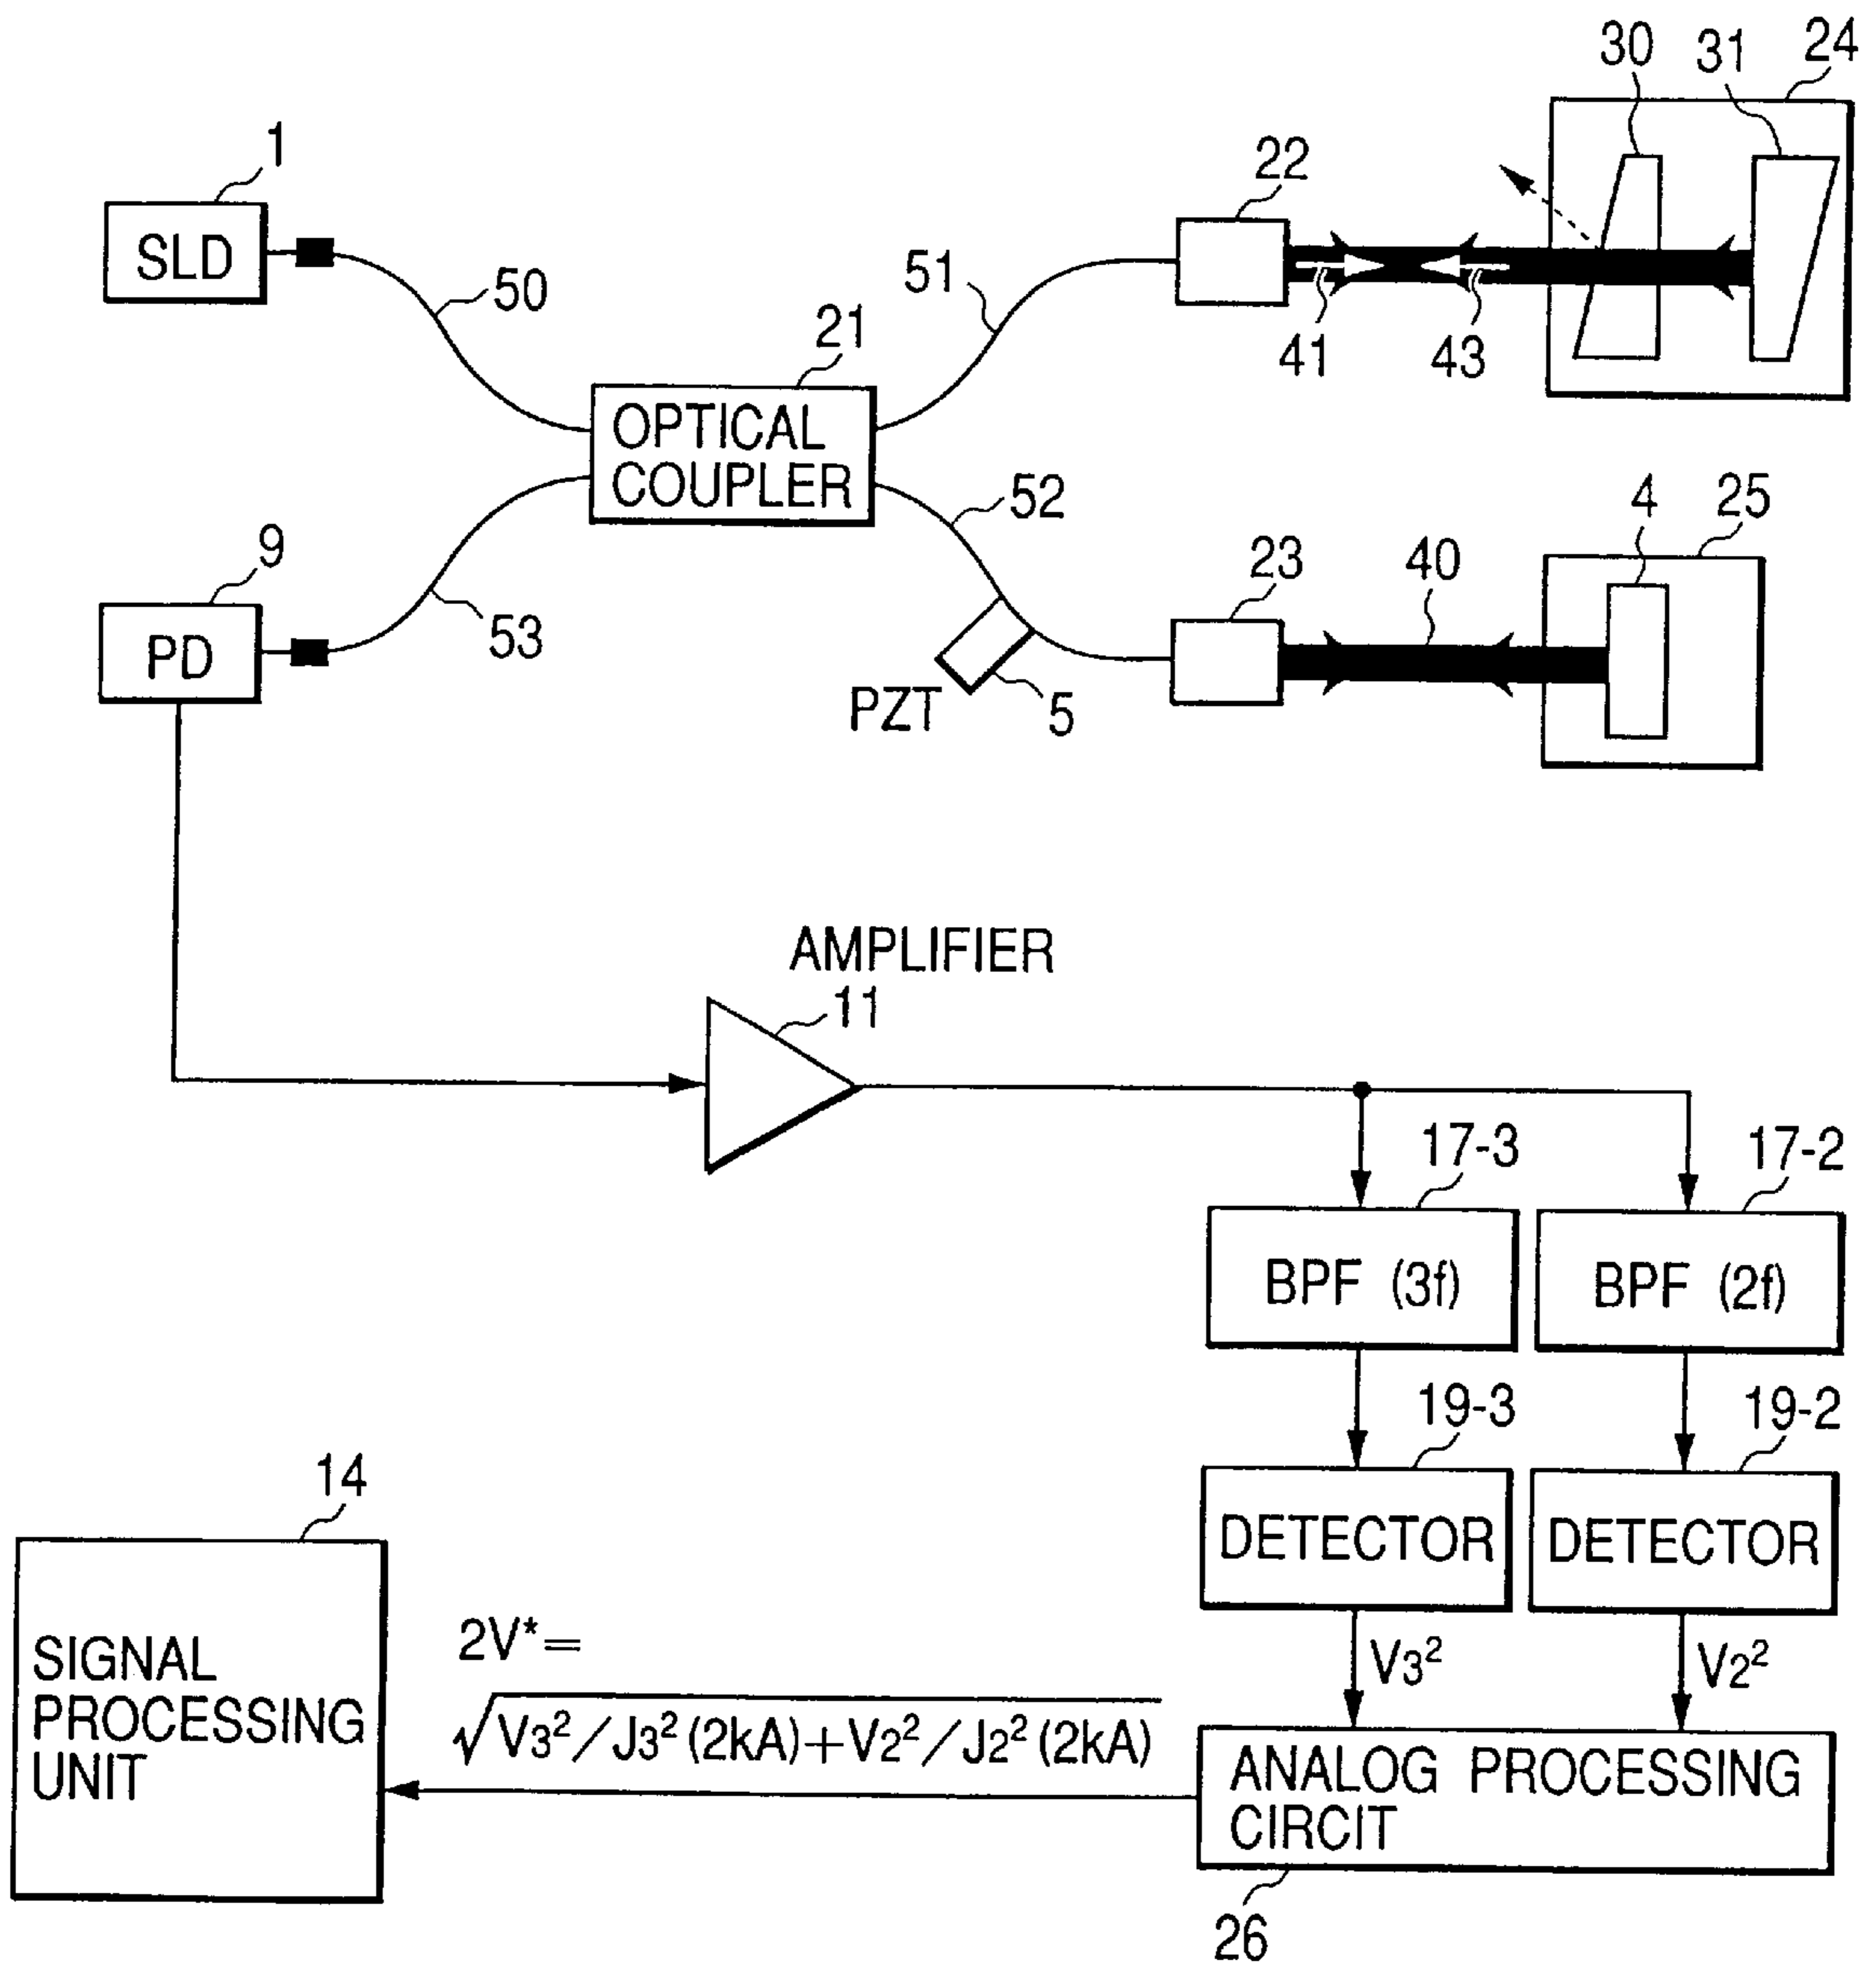 30 31 24
1
22
SLD
50
51
21
41 43
OPTICAL
COUPLER
52
4 25
9
23
40
53
PD
PZT 5
AMPLIFIER
11
17-3 17-2
BPF (3f) BPF (2f)
19-3 19-2
14
DETECTOR DETECTOR
2V*=
V3² V2²
SIGNAL
PROCESSING
UNIT
√V3²/J3²(2kA)+V2²/J2²(2kA)
ANALOG PROCESSING
CIRCIT
26